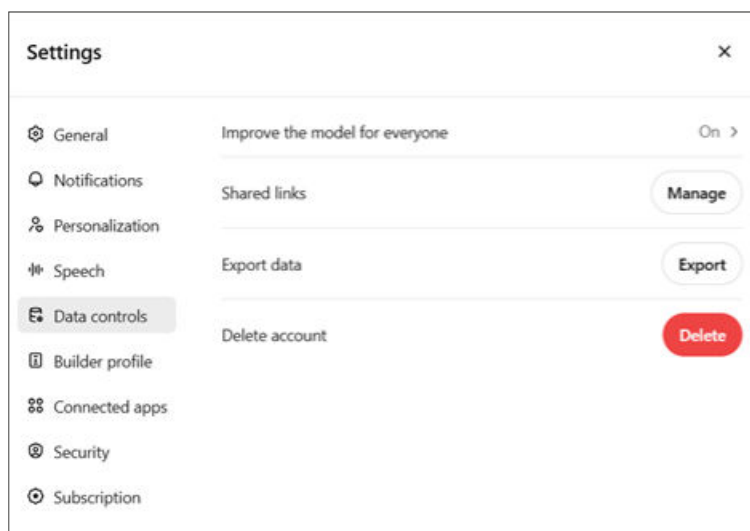 Settings
General
Notifications
Personalization
Speech
Data controls
Builder profile
Connected apps
Security
Subscription
Improve the model for everyone On
Shared links Manage
Export data Export
Delete account Delete